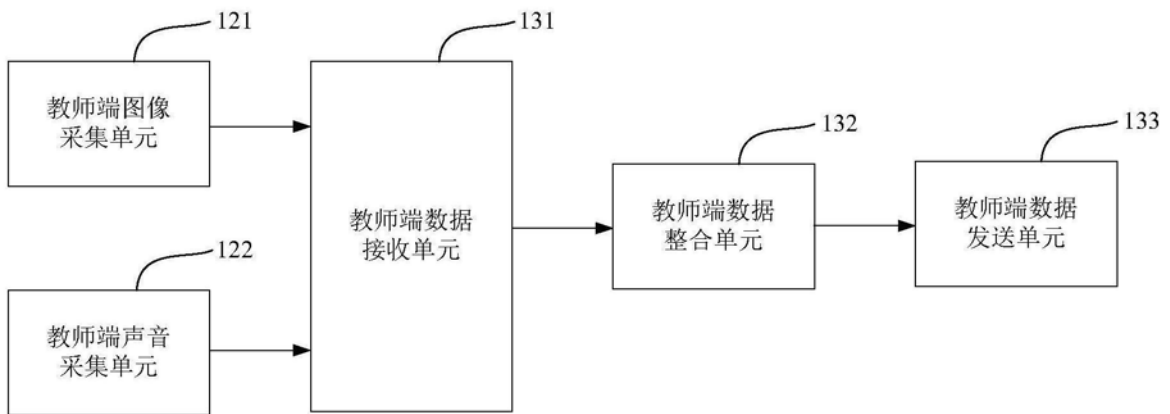 121
教师端图像
采集单元
122
教师端声音
采集单元
131
教师端数据
接收单元
132
教师端数据
整合单元
133
教师端数据
发送单元